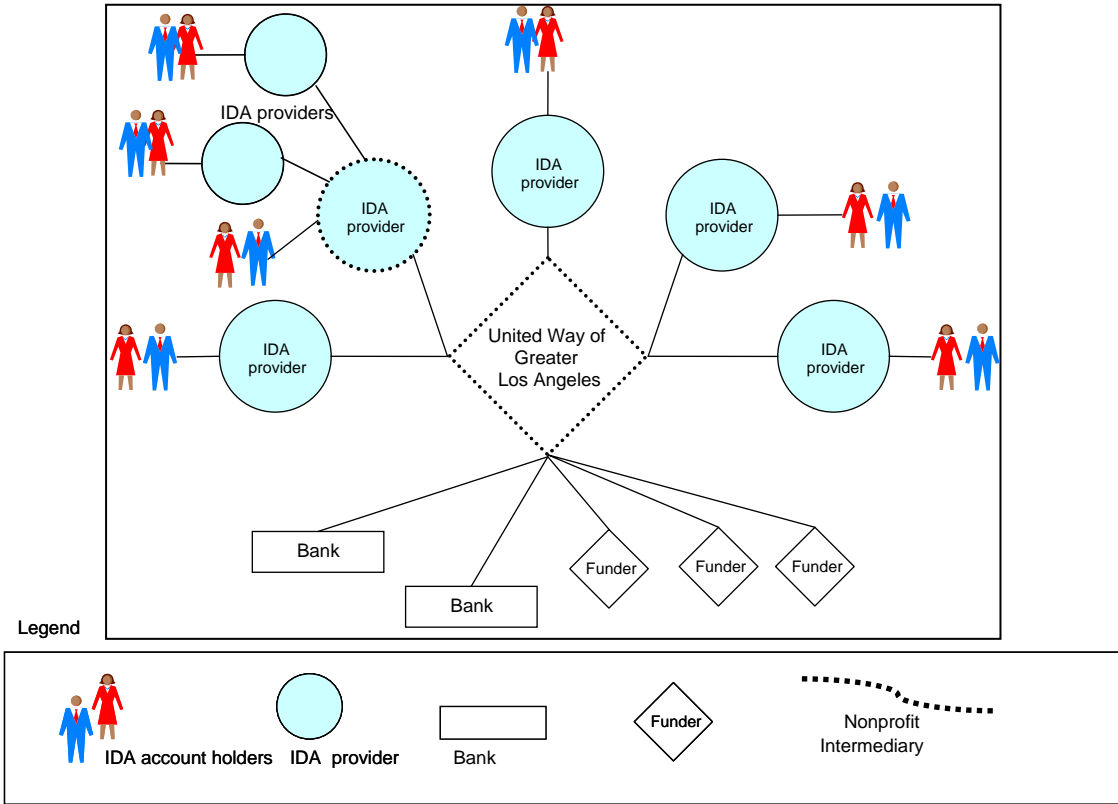 IDA providers
IDA
provider
IDA
provider
IDA
provider
IDA
provider
IDA
provider
United Way of
Greater
Los Angeles
Bank
Bank
Funder
Funder
Funder
Legend
IDA account holders
IDA provider
Bank
Funder
Nonprofit
Intermediary